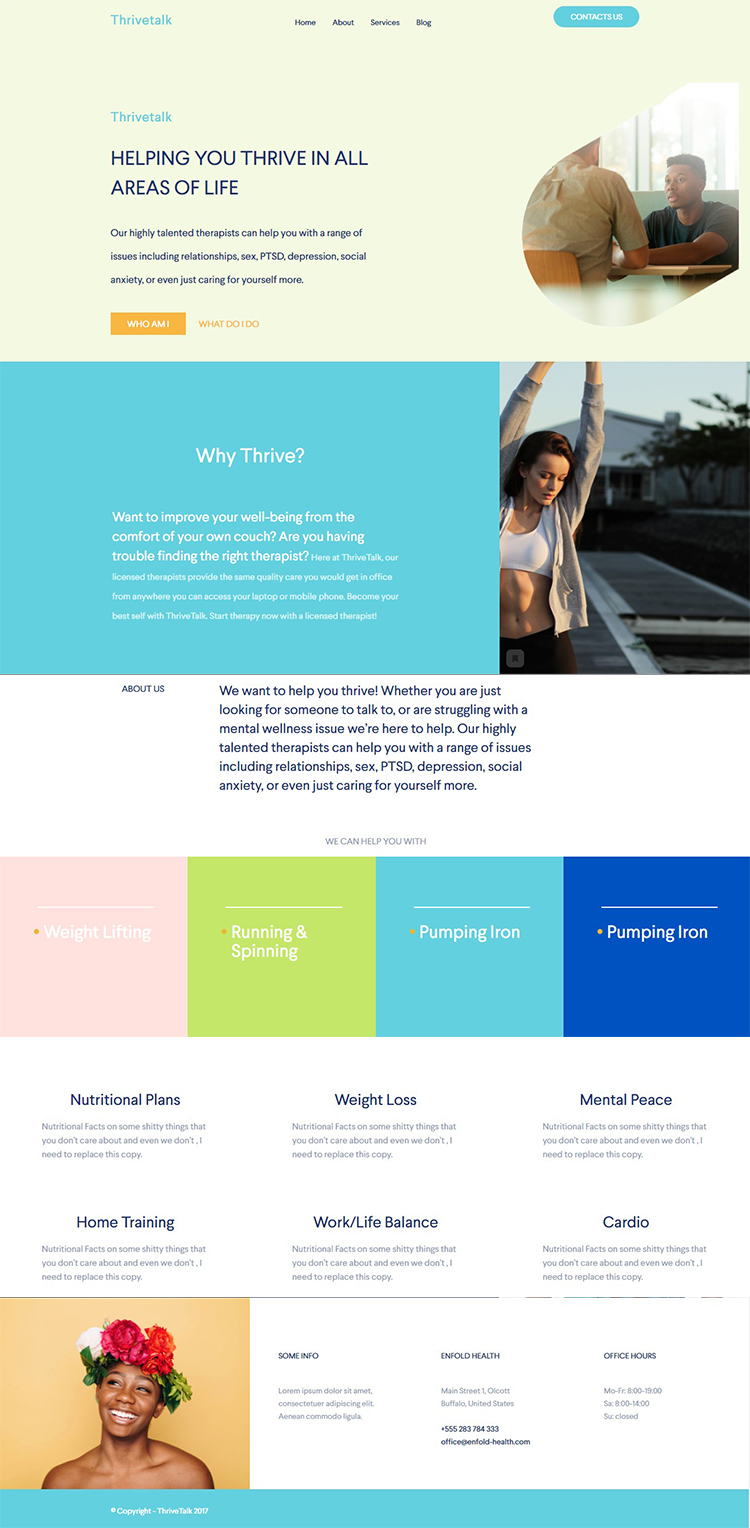 Thrivetalk
Home About Services Blog
CONTACTS US
Thrivetalk
HELPING YOU THRIVE IN ALL
AREAS OF LIFE
Our highly talented therapists can help you with a range of
issues including relationships, sex, PTSD, depression, social
anxiety, or even just caring for yourself more.
WHO AM I
WHAT DO I DO
Why Thrive?
Want to improve your well-being from the
comfort of your own couch? Are you having
trouble finding the right therapist? Here at ThriveTalk, our
licensed therapists provide the same quality care you would get in office
from anywhere you can access your laptop or mobile phone. Become your
best self with ThriveTalk. Start therapy now with a licensed therapist!
ABOUT US
We want to help you thrive! Whether you are just
looking for someone to talk to, or are struggling with a
mental wellness issue we're here to help. Our highly
talented therapists can help you with a range of issues
including relationships, sex, PTSD, depression, social
anxiety, or even just caring for yourself more.
WE CAN HELP YOU WITH
Weight Lifting
Running &
Spinning
Pumping Iron
Pumping Iron
Nutritional Plans
Nutritional Facts on some shitty things that
you don't care about and even we don't , I
need to replace this copy.
Weight Loss
Nutritional Facts on some shitty things that
you don't care about and even we don't , I
need to replace this copy.
Mental Peace
Nutritional Facts on some shitty things that
you don't care about and even we don't , I
need to replace this copy.
Home Training
Nutritional Facts on some shitty things that
you don't care about and even we don't , I
need to replace this copy.
Work/Life Balance
Nutritional Facts on some shitty things that
you don't care about and even we don't , I
need to replace this copy.
Cardio
Nutritional Facts on some shitty things that
you don't care about and even we don't , I
need to replace this copy.
SOME INFO
Lorem ipsum dolor sit amet,
consectetuer adipiscing elit.
Aenean commodo ligula.
ENFOLD HEALTH
Main Street 1, Olcott
Buffalo, United States
+555 283 784 333
office@enfold-health.com
OFFICE HOURS
Mo-Fr: 8:00-19:00
Sa: 8:00-14:00
Su: closed
© Copyright - ThriveTalk 2017